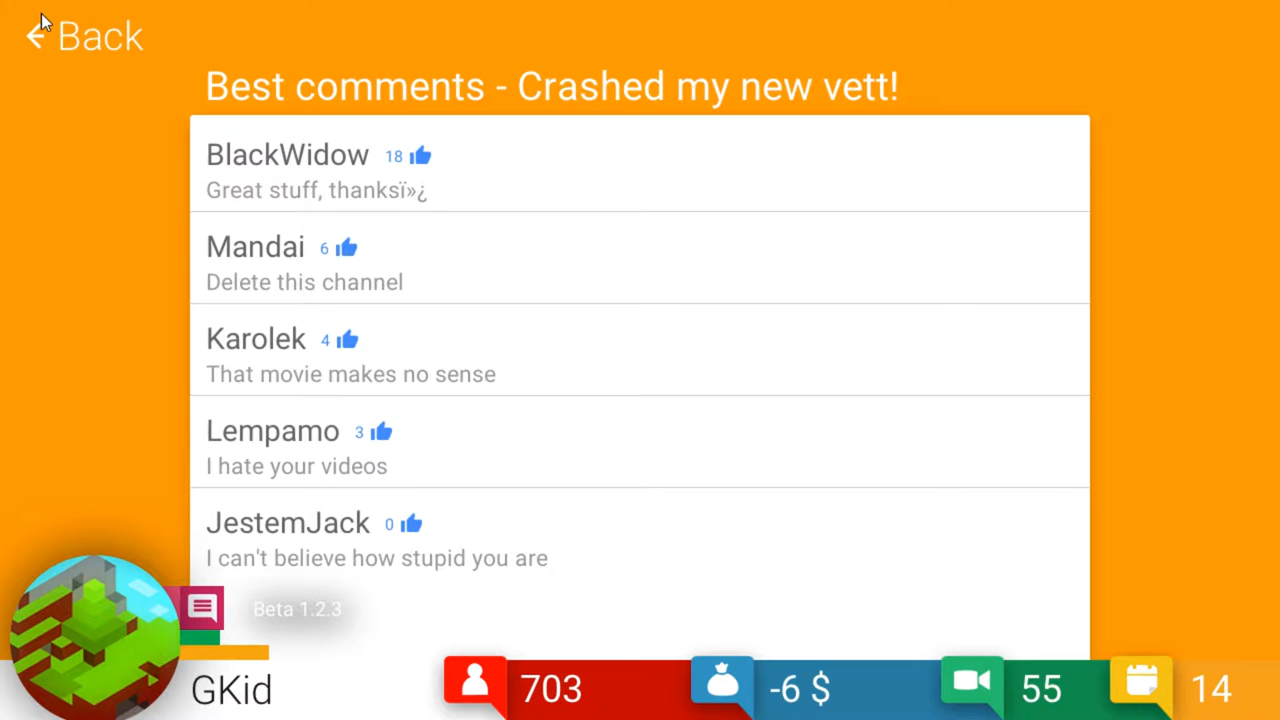 Back
Best comments - Crashed my new vett!
BlackWidow 18
Great stuff, thanksï»¿
Mandai 6
Delete this channel
Karolek 4
That movie makes no sense
Lempamo 3
I hate your videos
JestemJack 0
I can't believe how stupid you are
Beta 1.2.3
GKid 703 -6 $ 55 14